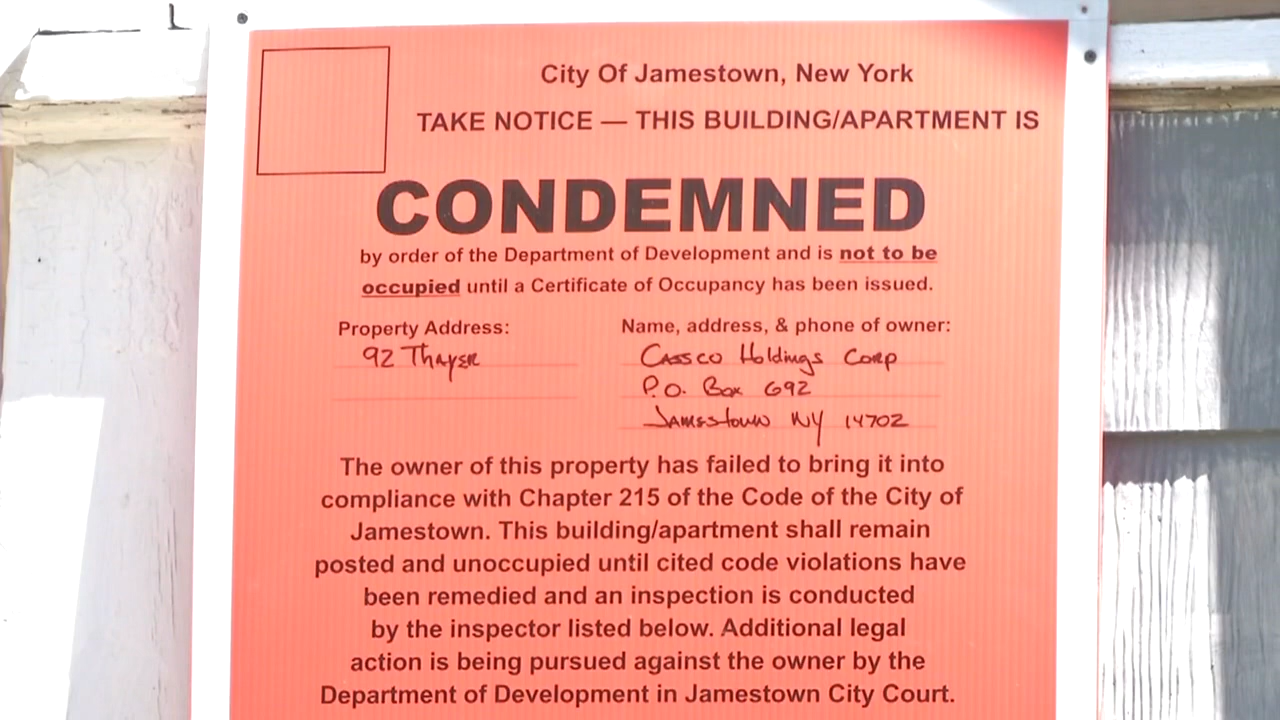 City Of Jamestown, New York
TAKE NOTICE — THIS BUILDING/APARTMENT IS
CONDEMNED
by order of the Department of Development and is not to be
occupied until a Certificate of Occupancy has been issued.
Property Address:
92 Thayer
Name, address, & phone of owner:
Cassco Holdings Corp
P.O. Box 692
Jamestown NY 14702
The owner of this property has failed to bring it into
compliance with Chapter 215 of the Code of the City of
Jamestown. This building/apartment shall remain
posted and unoccupied until cited code violations have
been remedied and an inspection is conducted
by the inspector listed below. Additional legal
action is being pursued against the owner by the
Department of Development in Jamestown City Court.